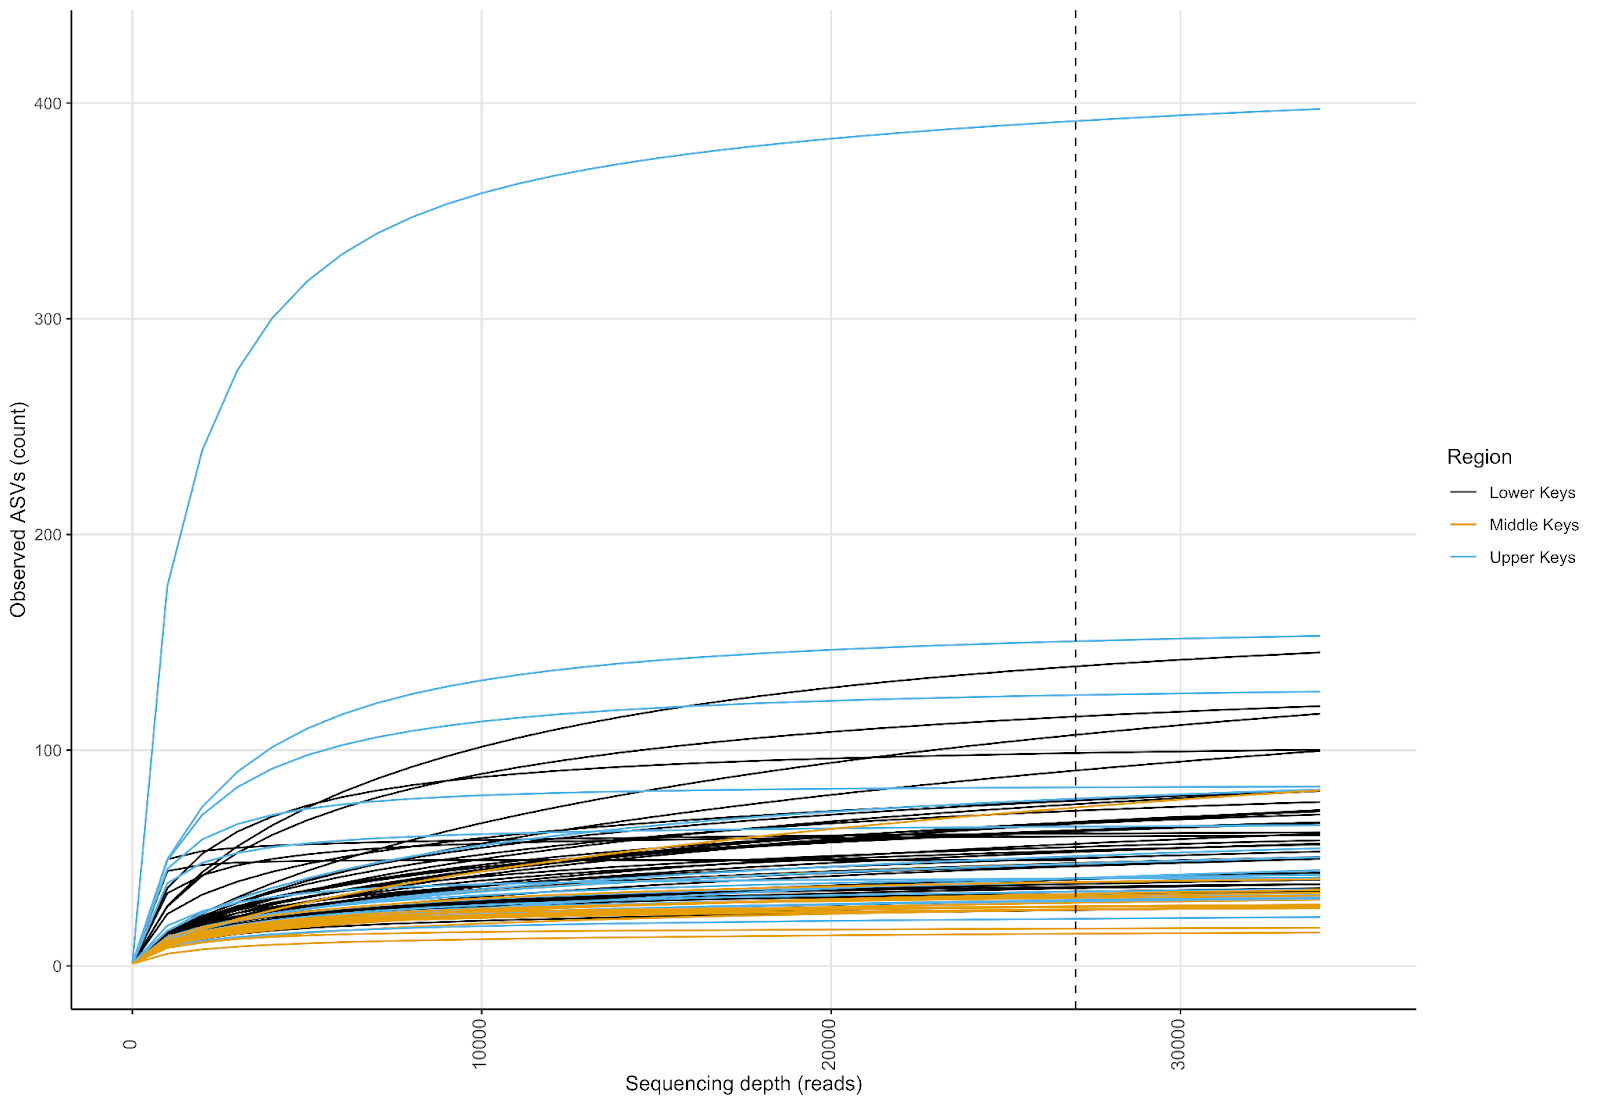 Observed ASVs (count)
400
300
200
100
0
0
10000
20000
30000
Sequencing depth (reads)
Region
Lower Keys
Middle Keys
Upper Keys